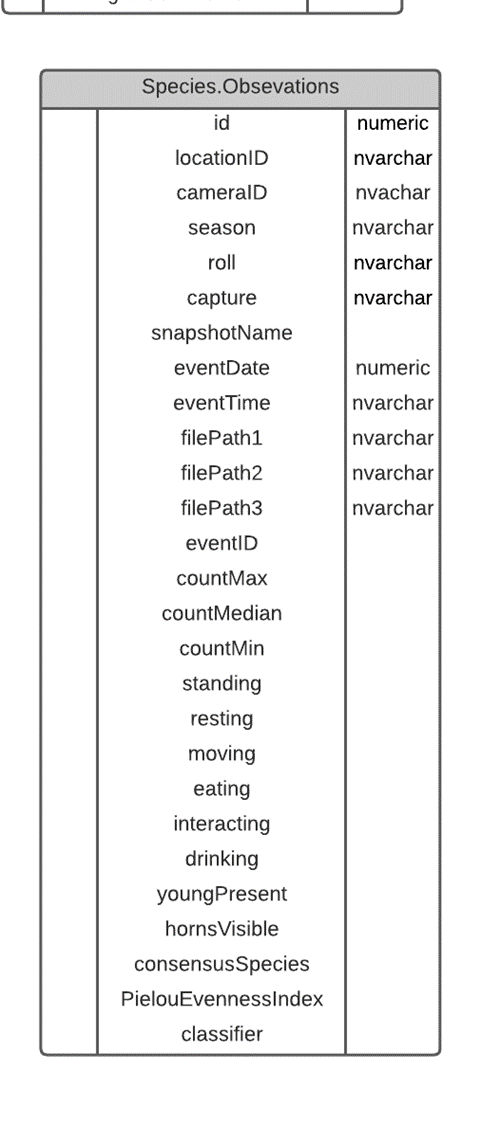 Species.Obsevations
id numeric
locationID nvarchar
cameraID nvachar
season nvarchar
roll nvarchar
capture nvarchar
snapshotName
eventDate numeric
eventTime nvarchar
filePath1 nvarchar
filePath2 nvarchar
filePath3 nvarchar
eventID
countMax
countMedian
countMin
standing
resting
moving
eating
interacting
drinking
youngPresent
hornsVisible
consensusSpecies
PielouEvennessIndex
classifier